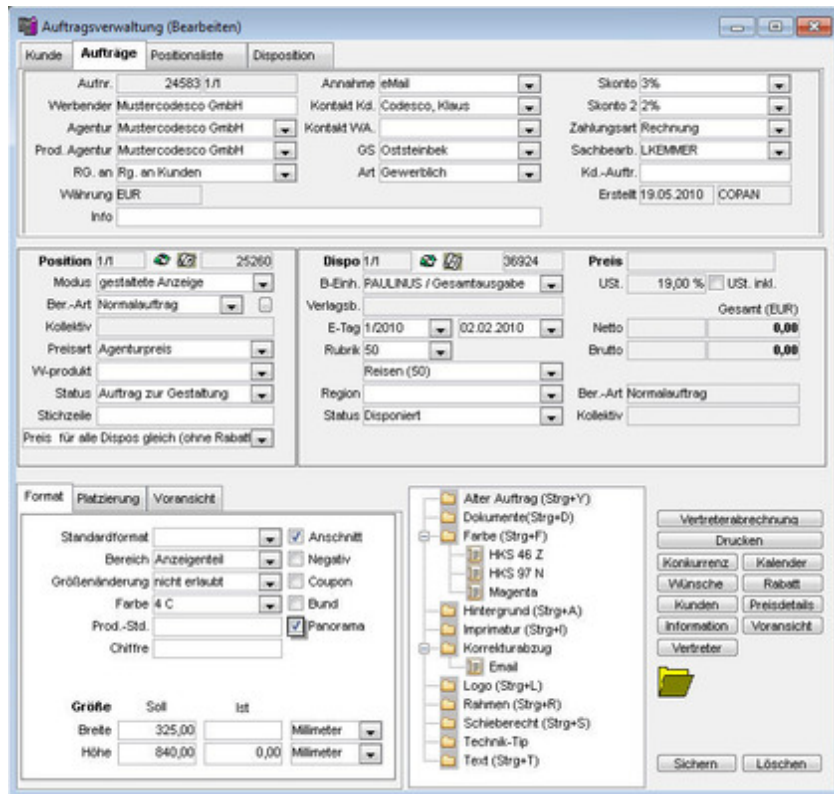 Auftragsverwaltung (Bearbeiten)
Kunde Aufträge Positionsliste Disposition
Autnr. 24583 1/1 Annahme eMail Skonto 3%
Werbender Mustercodesco GmbH Kontakt Kd. Codesco, Klaus Skonto 2 2%
Agentur Mustercodesco GmbH Kontakt WA. Zahlungsart Rechnung
Prod. Agentur Mustercodesco GmbH GS Oststeinbek Sachbearb. LKEMMER
RG. an Rg. an Kunden Art Gewerblich Kd.-Auftr.
Währung EUR Erstellt 19.05.2010 COPAN
Info
Position 1/1 25260 Dispo 1/1 36924 Preis
Modus gestaltete Anzeige B-Einh. PAULINUS / Gesamtausgabe USt. 19,00 % USt. inkl.
Ber.-Art Normalauftrag Verlagsb. Gesamt (EUR)
Kollektiv E-Tag 1/2010 02.02.2010 Netto 0,00
Preisart Agenturpreis Rubrik 50 Brutto 0,00
W-produkt Reisen (50)
Status Auftrag zur Gestaltung Region Ber.-Art Normalauftrag
Stichzeile Status Disponiert Kollektiv
Preis für alle Dispos gleich (ohne Rabatt
Format Platzierung Voransicht
Standardformat Anschnitt
Bereich Anzeigenteil Negativ
Größenänderung nicht erlaubt Coupon
Farbe 4 C Bund
Prod.-Std. Panorama
Chiffre
Größe Soll Ist
Breite 325,00 Millimeter
Höhe 840,00 0,00 Millimeter
Alter Auftrag (Strg+Y)
Dokumente(Strg+D)
Farbe (Strg+F)
HKS 46 Z
HKS 97 N
Magenta
Hintergrund (Strg+A)
Imprimatur (Strg+I)
Korrekturabzug
Email
Logo (Strg+L)
Rahmen (Strg+R)
Schieberecht (Strg+S)
Technik-Tip
Text (Strg+T)
Vertreterabrechnung
Drucken
Konkurrenz Kalender
Wünsche Rabatt
Kunden Preisdetails
Information Voransicht
Vertreter
Sichern Löschen